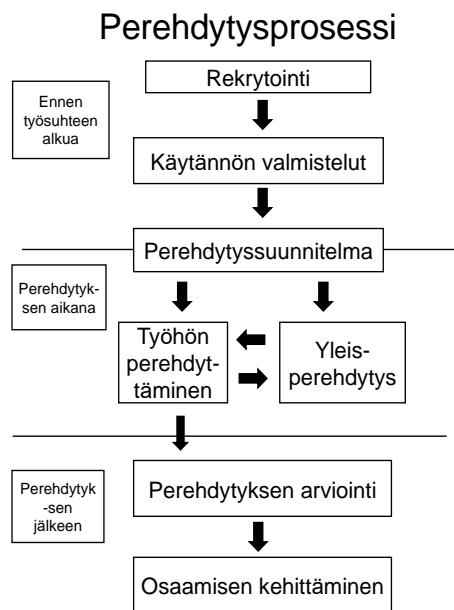 Perehdytysprosessi
Rekrytointi
Ennen
työsuhteen
alkua
Käytännön valmistelut
Perehdytyssuunnitelma
Perehdytyk-
sen aikana
Työhön
perehdyt-
täminen
Yleis-
perehdytys
Perehdytyk
-sen
jälkeen
Perehdytyksen arviointi
Osaamisen kehittäminen